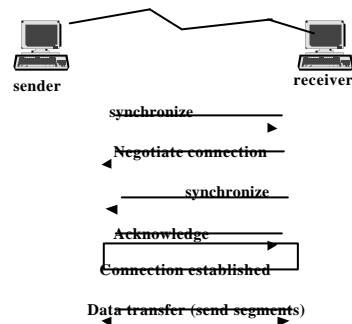 sender
receiver
synchronize
Negotiate connection
synchronize
Acknowledge
Connection established
Data transfer (send segments)